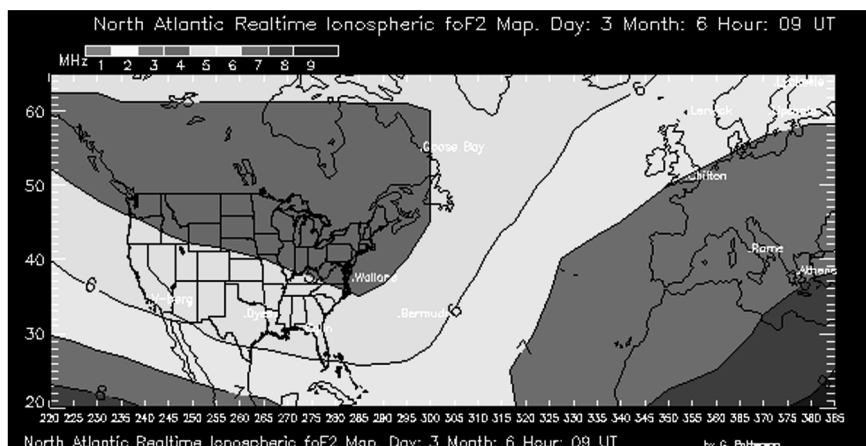 North Atlantic Realtime Ionospheric foF2 Map. Day: 3 Month: 6 Hour: 09 UT
MHz
1 2 3 4 5 6 7 8 9
60
50
40
30
20
Lerwick
Goose Bay
Chilton
Rome
Athens
Wallops
Bermuda
Dyess
6
6
6
7
7
8
220 225 230 235 240 245 250 255 260 265 270 275 280 285 290 295 300 305 310 315 320 325 330 335 340 345 350 355 360 365 370 375 380 385
North Atlantic Realtime Ionospheric foF2 Map. Day: 3 Month: 6 Hour: 09 UT